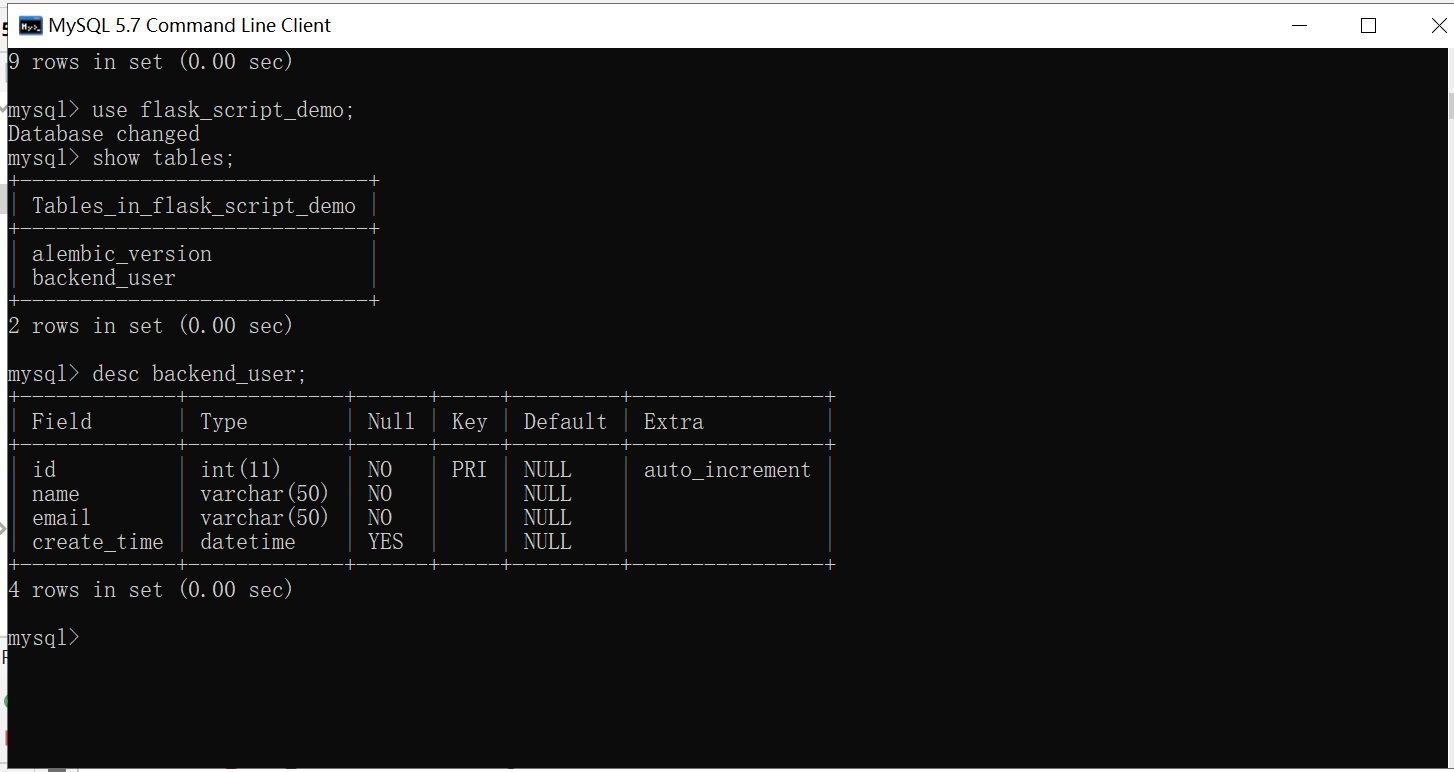 MySQL 5.7 Command Line Client
9 rows in set (0.00 sec)
mysql> use flask_script_demo;
Database changed
mysql> show tables;
+-----------------------------+
| Tables_in_flask_script_demo |
+-----------------------------+
| alembic_version             |
| backend_user                |
+-----------------------------+
2 rows in set (0.00 sec)
mysql> desc backend_user;
+-------------+-------------+------+-----+---------+----------------+
| Field       | Type        | Null | Key | Default | Extra          |
+-------------+-------------+------+-----+---------+----------------+
| id          | int(11)     | NO   | PRI | NULL    | auto_increment |
| name        | varchar(50) | NO   |     | NULL    |                |
| email       | varchar(50) | NO   |     | NULL    |                |
| create_time | datetime    | YES  |     | NULL    |                |
+-------------+-------------+------+-----+---------+----------------+
4 rows in set (0.00 sec)
mysql>